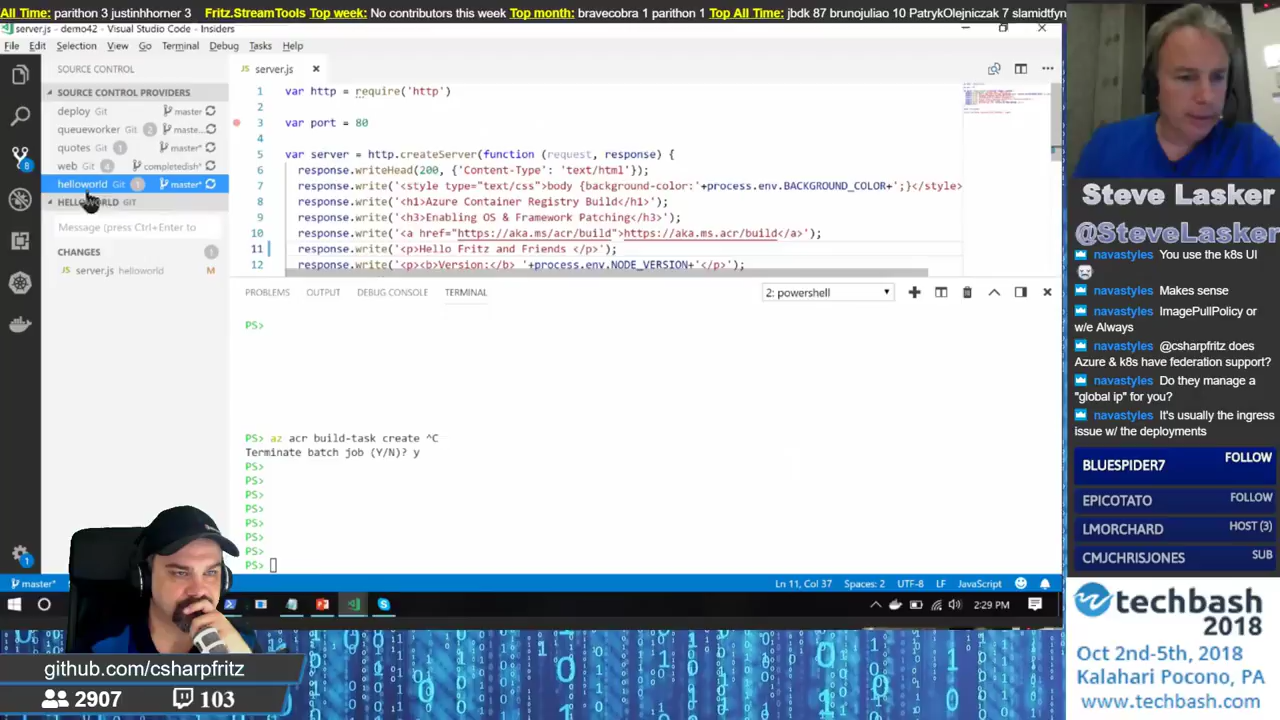 All Time: parithon 3 justinhhorner 3 Fritz.StreamTools Top week: No contributors this week Top month: bravecobra 1 parithon 1 Top All Time: jbdk 87 brunojuliao 10 PatrykOlejniczak 7 slamidtfyn
server.js - demo42 - Visual Studio Code - Insiders
File Edit Selection View Go Terminal Debug Tasks Help
SOURCE CONTROL
SOURCE CONTROL PROVIDERS
deploy Git master
queueworker Git 2 maste...
quotes Git 1 master*
web Git 4 completedish*
helloworld Git 1 master*
HELLOWORLD GIT
Message (press Ctrl+Enter to
CHANGES 1
server.js helloworld M
8
1
server.js
1 var http = require('http')
2
3 var port = 80
4
5 var server = http.createServer(function (request, response) {
6 response.writeHead(200, {'Content-Type': 'text/html'});
7 response.write('<style type="text/css">body {background-color:'+process.env.BACKGROUND_COLOR+';}</style>
8 response.write('<h1>Azure Container Registry Build</h1>');
9 response.write('<h3>Enabling OS & Framework Patching</h3>');
10 response.write('<a href="https://aka.ms/acr/build">https://aka.ms.acr/build</a>');
11 response.write('<p>Hello Fritz and Friends </p>');
12 response.write('<p><b>Version:</b> '+process.env.NODE_VERSION+'</p>');
PROBLEMS OUTPUT DEBUG CONSOLE TERMINAL 2: powershell
PS>
PS> az acr build-task create ^C
Terminate batch job (Y/N)? y
PS>
PS>
PS>
PS>
PS>
PS>
PS>
PS>
master* Ln 11, Col 37 Spaces: 2 UTF-8 LF JavaScript
2:29 PM
github.com/csharpfritz
2907 103
Steve Lasker
@SteveLasker
navastyles You use the k8s UI
navastyles Makes sense
navastyles ImagePullPolicy or
w/e Always
navastyles @csharpfritz does
Azure & k8s have federation support?
navastyles Do they manage a
"global ip" for you?
navastyles It's usually the ingress
issue w/ the deployments
BLUESPIDER7 FOLLOW
EPICOTATO FOLLOW
LMORCHARD HOST (3)
CMJCHRISJONES SUB
techbash
2018
Oct 2nd-5th, 2018
Kalahari Pocono, PA
www.techbash.com